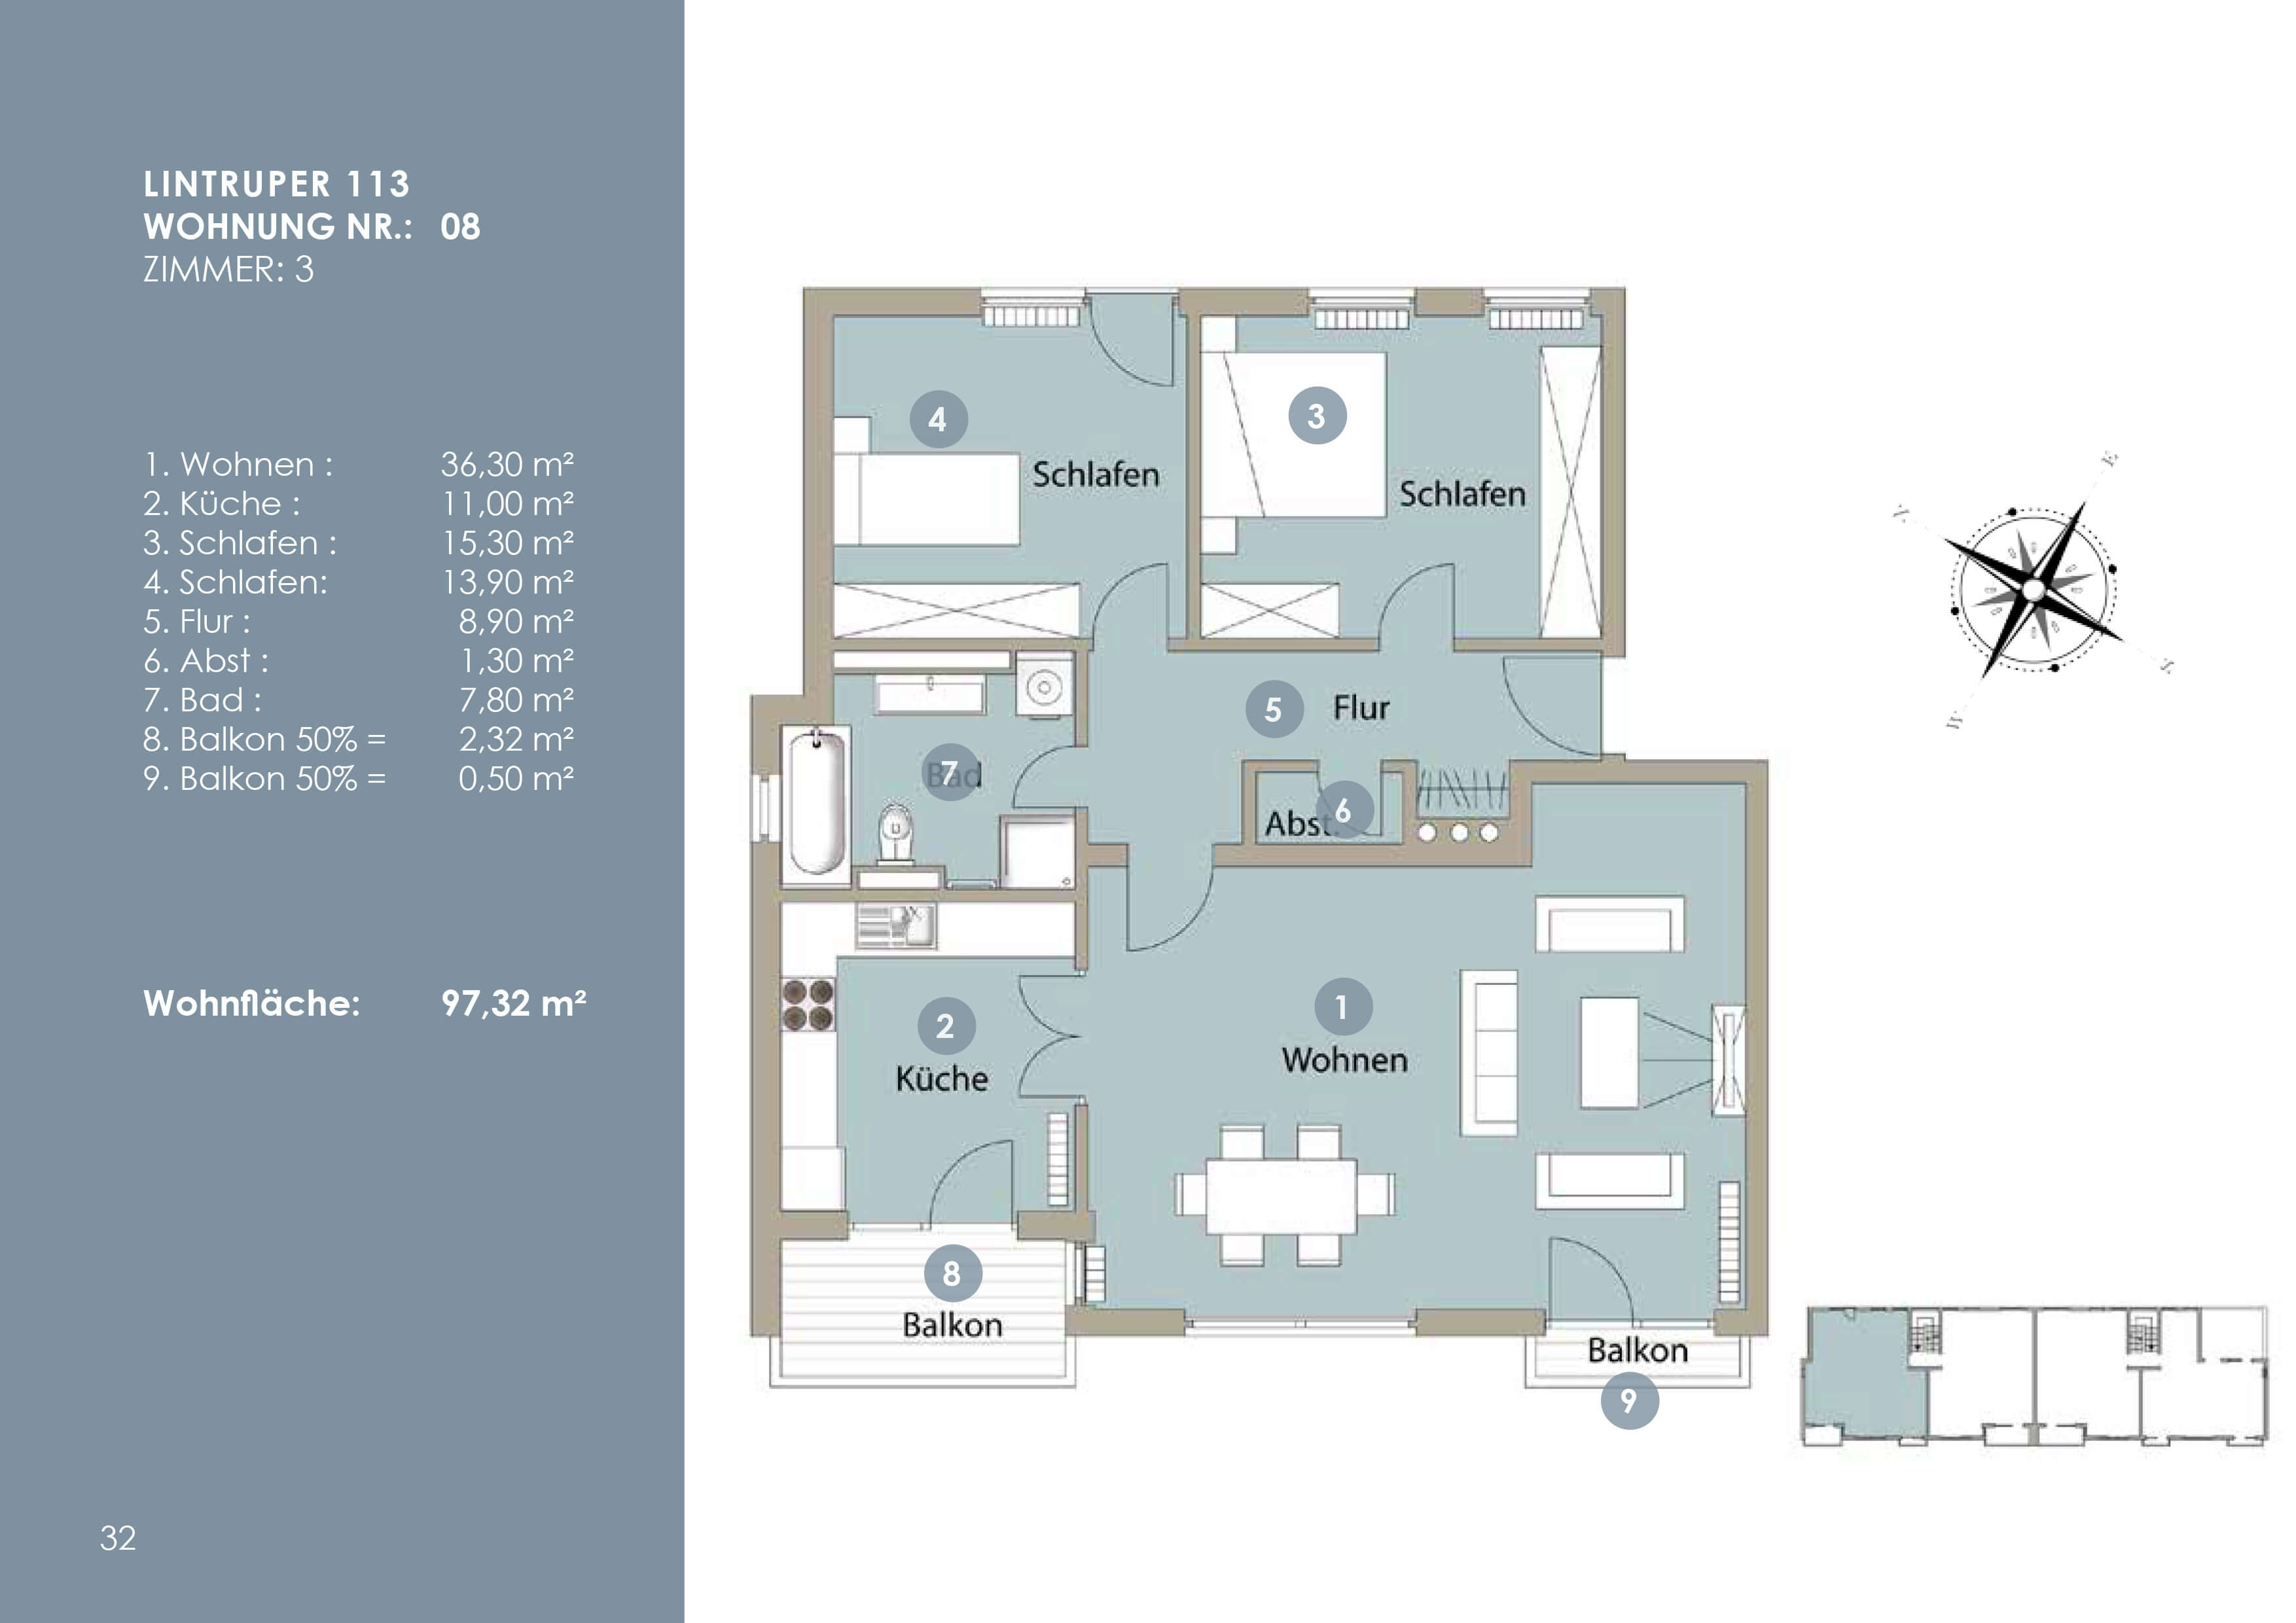 LINTRUPER 113
WOHNUNG NR.: 08
ZIMMER: 3
1. Wohnen : 36,30 m²
2. Küche : 11,00 m²
3. Schlafen : 15,30 m²
4. Schlafen: 13,90 m²
5. Flur : 8,90 m²
6. Abst : 1,30 m²
7. Bad : 7,80 m²
8. Balkon 50% = 2,32 m²
9. Balkon 50% = 0,50 m²
Wohnfläche: 97,32 m²
32
4
Schlafen
3
Schlafen
5 Flur
7
Bad
6
Abst.
1
Wohnen
2
Küche
8
Balkon
Balkon
9
E
N
S
W